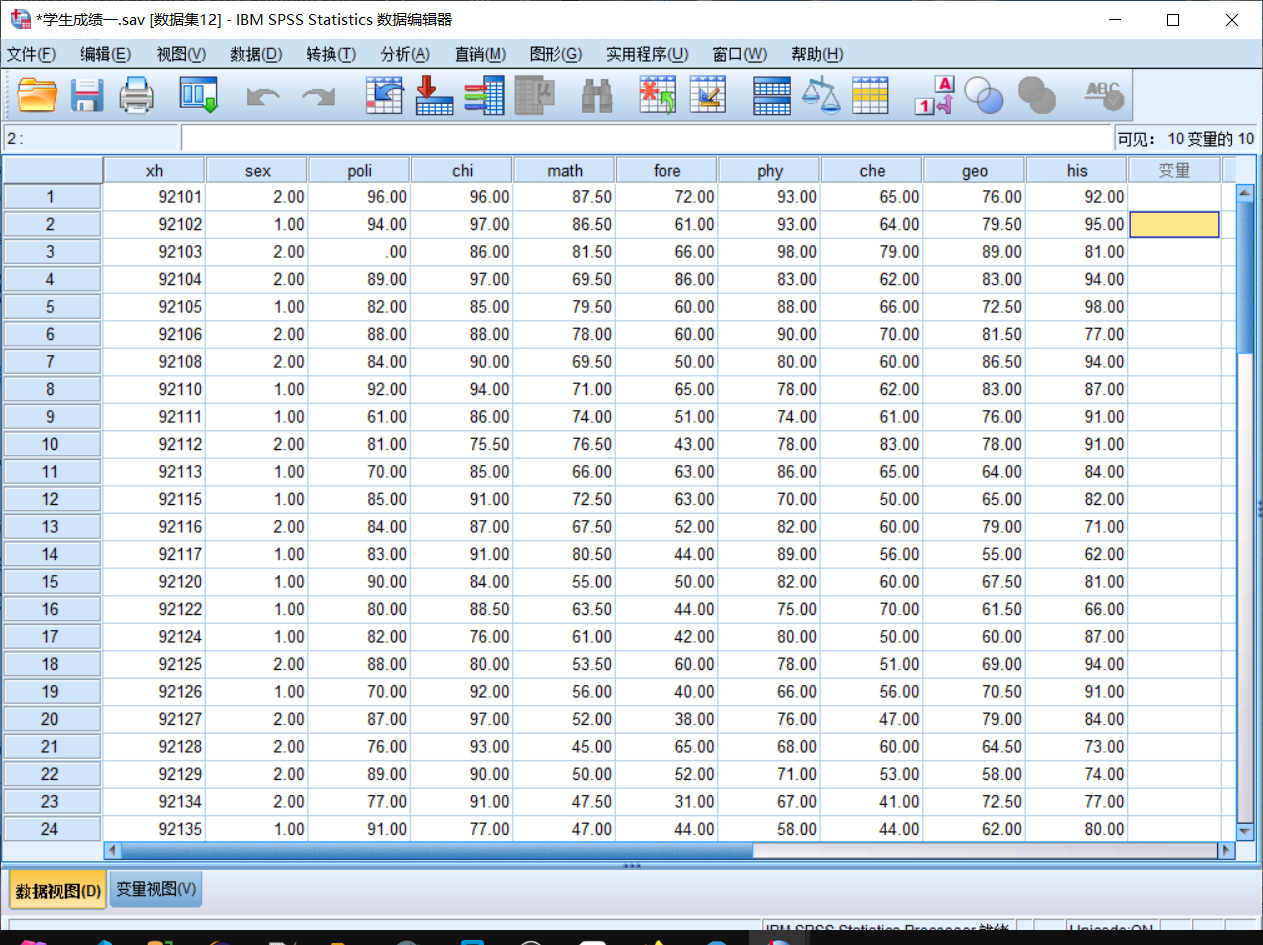 *学生成绩一.sav [数据集12] - IBM SPSS Statistics 数据编辑器
文件(F) 编辑(E) 视图(V) 数据(D) 转换(T) 分析(A) 直销(M) 图形(G) 实用程序(U) 窗口(W) 帮助(H)
μ A 1 ABC
2 : 可见： 10 变量的 10
xh sex poli chi math fore phy che geo his 变量
1 92101 2.00 96.00 96.00 87.50 72.00 93.00 65.00 76.00 92.00
2 92102 1.00 94.00 97.00 86.50 61.00 93.00 64.00 79.50 95.00
3 92103 2.00 .00 86.00 81.50 66.00 98.00 79.00 89.00 81.00
4 92104 2.00 89.00 97.00 69.50 86.00 83.00 62.00 83.00 94.00
5 92105 1.00 82.00 85.00 79.50 60.00 88.00 66.00 72.50 98.00
6 92106 2.00 88.00 88.00 78.00 60.00 90.00 70.00 81.50 77.00
7 92108 2.00 84.00 90.00 69.50 50.00 80.00 60.00 86.50 94.00
8 92110 1.00 92.00 94.00 71.00 65.00 78.00 62.00 83.00 87.00
9 92111 1.00 61.00 86.00 74.00 51.00 74.00 61.00 76.00 91.00
10 92112 2.00 81.00 75.50 76.50 43.00 78.00 83.00 78.00 91.00
11 92113 1.00 70.00 85.00 66.00 63.00 86.00 65.00 64.00 84.00
12 92115 1.00 85.00 91.00 72.50 63.00 70.00 50.00 65.00 82.00
13 92116 2.00 84.00 87.00 67.50 52.00 82.00 60.00 79.00 71.00
14 92117 1.00 83.00 91.00 80.50 44.00 89.00 56.00 55.00 62.00
15 92120 1.00 90.00 84.00 55.00 50.00 82.00 60.00 67.50 81.00
16 92122 1.00 80.00 88.50 63.50 44.00 75.00 70.00 61.50 66.00
17 92124 1.00 82.00 76.00 61.00 42.00 80.00 50.00 60.00 87.00
18 92125 2.00 88.00 80.00 53.50 60.00 78.00 51.00 69.00 94.00
19 92126 1.00 70.00 92.00 56.00 40.00 66.00 56.00 70.50 91.00
20 92127 2.00 87.00 97.00 52.00 38.00 76.00 47.00 79.00 84.00
21 92128 2.00 76.00 93.00 45.00 65.00 68.00 60.00 64.50 73.00
22 92129 2.00 89.00 90.00 50.00 52.00 71.00 53.00 58.00 74.00
23 92134 2.00 77.00 91.00 47.50 31.00 67.00 41.00 72.50 77.00
24 92135 1.00 91.00 77.00 47.00 44.00 58.00 44.00 62.00 80.00
数据视图(D) 变量视图(V)
IBM SPSS Statistics Processor 就绪 Unicode:ON